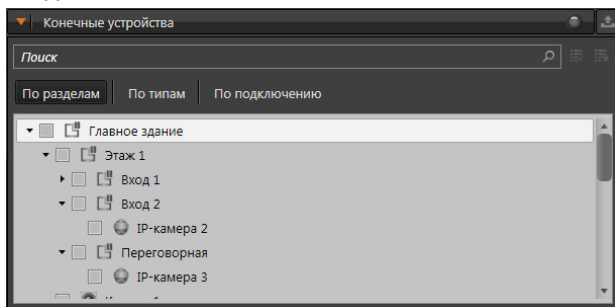 Конечные устройства
Поиск
По разделам По типам По подключению
Главное здание
Этаж 1
Вход 1
Вход 2
IP-камера 2
Переговорная
IP-камера 3